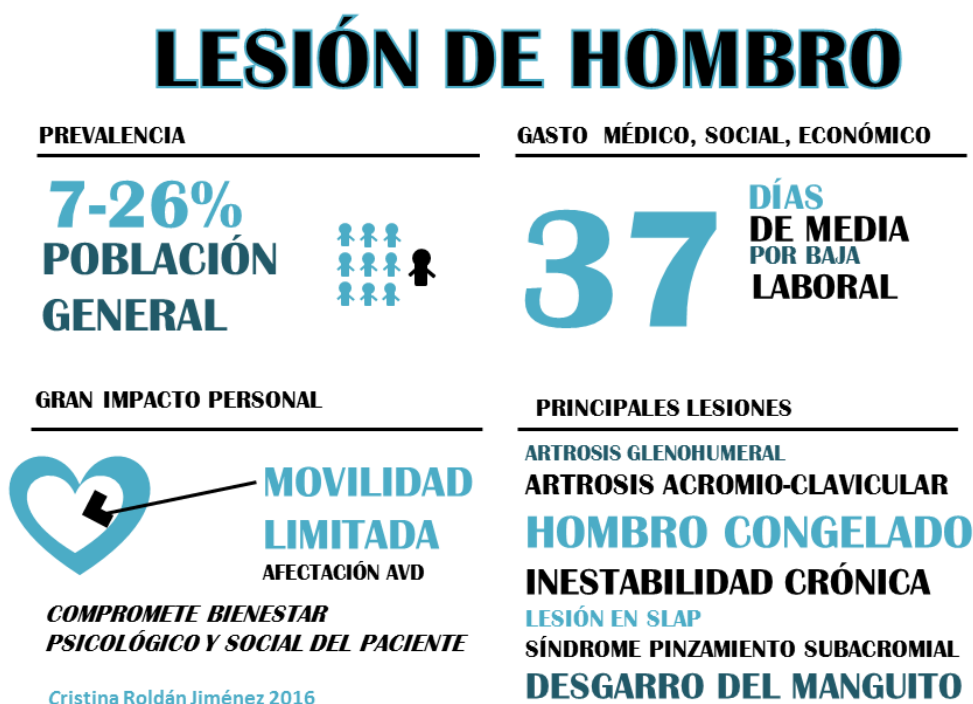 LESIÓN DE HOMBRO
PREVALENCIA
7-26%
POBLACIÓN
GENERAL
GASTO MÉDICO, SOCIAL, ECONÓMICO
37
DÍAS
DE MEDIA
POR BAJA
LABORAL
GRAN IMPACTO PERSONAL
MOVILIDAD
LIMITADA
AFECTACIÓN AVD
COMPROMETE BIENESTAR
PSICOLÓGICO Y SOCIAL DEL PACIENTE
Cristina Roldán Jiménez 2016
PRINCIPALES LESIONES
ARTROSIS GLENOHUMERAL
ARTROSIS ACROMIO-CLAVICULAR
HOMBRO CONGELADO
INESTABILIDAD CRÓNICA
LESIÓN EN SLAP
SÍNDROME PINZAMIENTO SUBACROMIAL
DESGARRO DEL MANGUITO